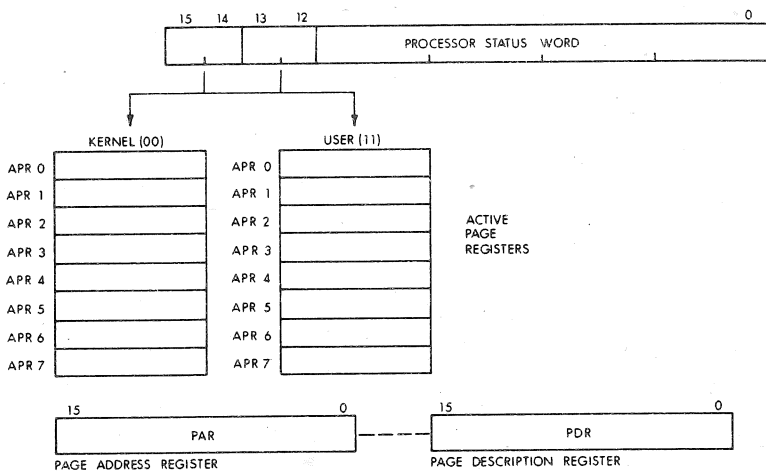 15 14 13 12 0
PROCESSOR STATUS WORD
KERNEL (00) USER (11)
APR 0 APR 0
APR 1 APR 1
APR 2 APR 2
APR 3 APR 3
APR 4 APR 4
APR 5 APR 5
APR 6 APR 6
APR 7 APR 7
ACTIVE
PAGE
REGISTERS
15 0 15 0
PAR PDR
PAGE ADDRESS REGISTER PAGE DESCRIPTION REGISTER